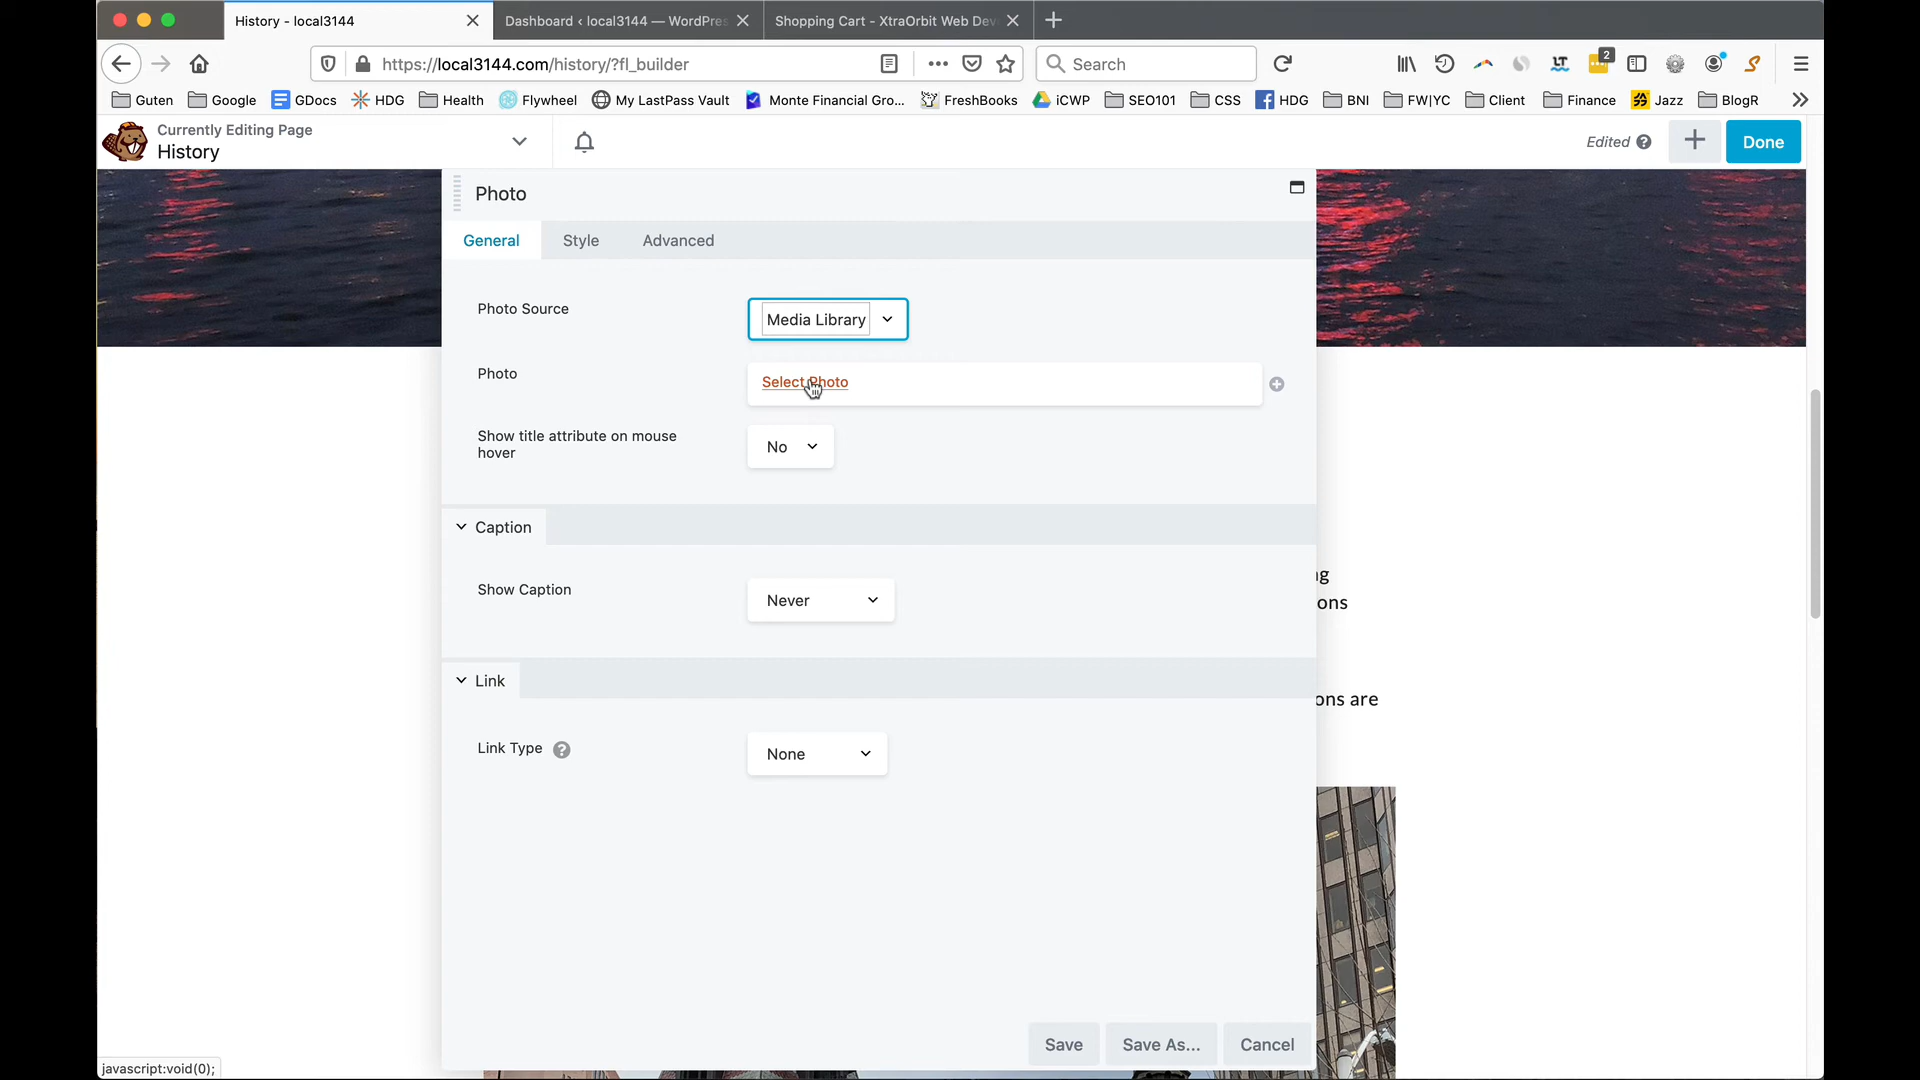 History - local3144
Dashboard ‹ local3144 — WordPres
Shopping Cart - XtraOrbit Web Dev
https://local3144.com/history/?fl_builder
Search
2
Guten
Google
GDocs
HDG
Health
Flywheel
My LastPass Vault
Monte Financial Gro...
FreshBooks
iCWP
SEO101
CSS
HDG
BNI
FW|YC
Client
Finance
Jazz
BlogR
Currently Editing Page
History
Edited
Done
Photo
General
Style
Advanced
Photo Source
Media Library
Photo
Select Photo
Show title attribute on mouse
hover
No
Caption
ng
ons
Show Caption
Never
Link
ons are
Link Type
None
Save
Save As...
Cancel
javascript:void(0);